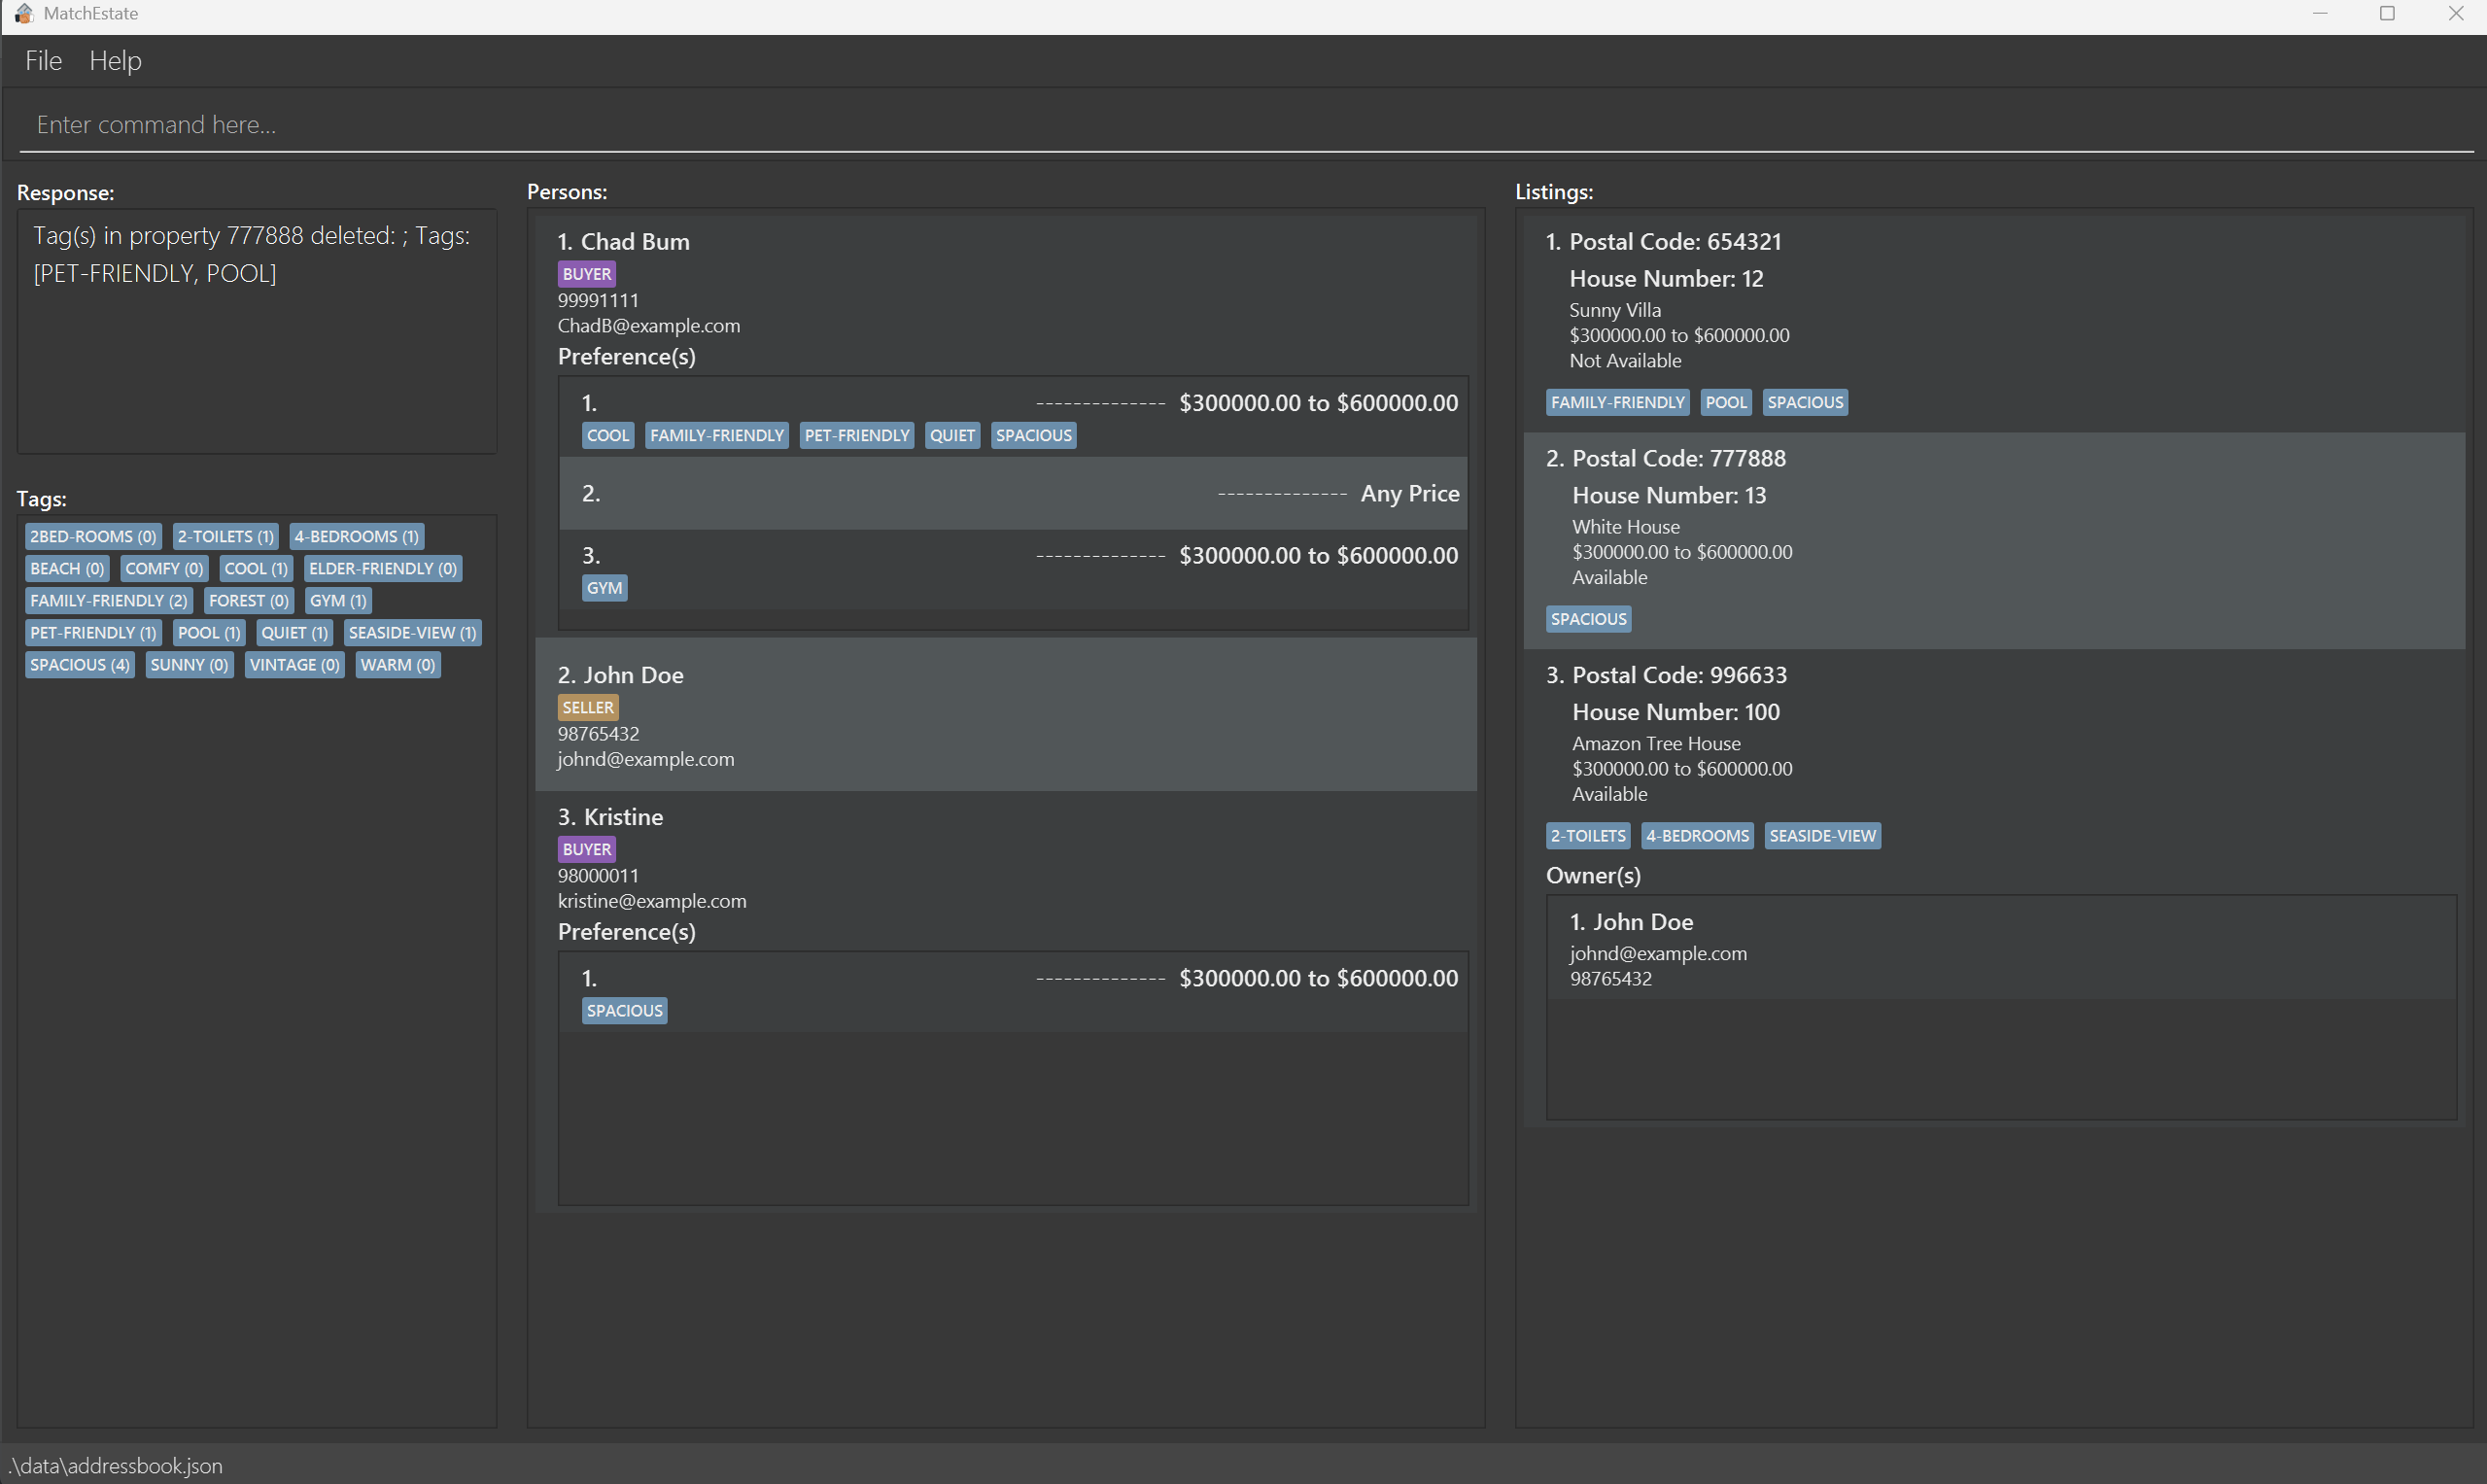 MatchEstate
File Help
Enter command here...
Response:
Tag(s) in property 777888 deleted: ; Tags:
[PET-FRIENDLY, POOL]
Tags:
2BED-ROOMS (0) 2-TOILETS (1) 4-BEDROOMS (1)
BEACH (0) COMFY (0) COOL (1) ELDER-FRIENDLY (0)
FAMILY-FRIENDLY (2) FOREST (0) GYM (1)
PET-FRIENDLY (1) POOL (1) QUIET (1) SEASIDE-VIEW (1)
SPACIOUS (4) SUNNY (0) VINTAGE (0) WARM (0)
Persons:
1. Chad Bum
BUYER
99991111
ChadB@example.com
Preference(s)
1. -------------- $300000.00 to $600000.00
COOL FAMILY-FRIENDLY PET-FRIENDLY QUIET SPACIOUS
2. -------------- Any Price
3. -------------- $300000.00 to $600000.00
GYM
2. John Doe
SELLER
98765432
johnd@example.com
3. Kristine
BUYER
98000011
kristine@example.com
Preference(s)
1. -------------- $300000.00 to $600000.00
SPACIOUS
Listings:
1. Postal Code: 654321
House Number: 12
Sunny Villa
$300000.00 to $600000.00
Not Available
FAMILY-FRIENDLY POOL SPACIOUS
2. Postal Code: 777888
House Number: 13
White House
$300000.00 to $600000.00
Available
SPACIOUS
3. Postal Code: 996633
House Number: 100
Amazon Tree House
$300000.00 to $600000.00
Available
2-TOILETS 4-BEDROOMS SEASIDE-VIEW
Owner(s)
1. John Doe
johnd@example.com
98765432
.\data\addressbook.json